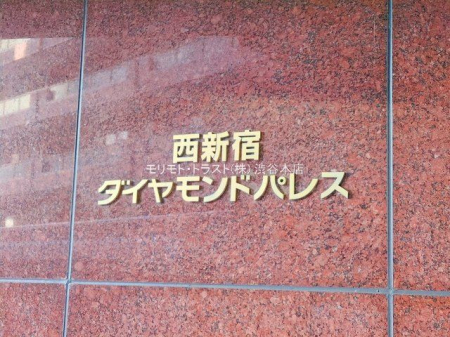 西新宿
モリモト・トラスト(株) 渋谷本店
ダイヤモンドパレス